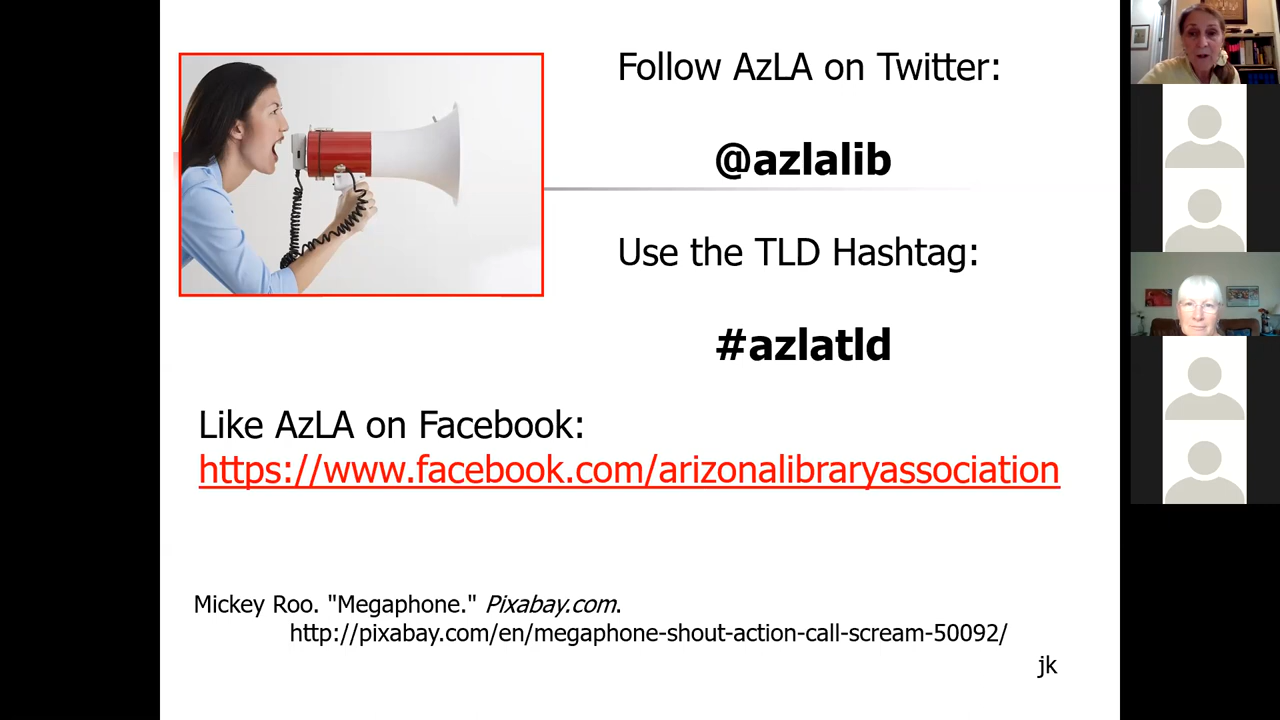 Follow AzLA on Twitter:
@azlalib
Use the TLD Hashtag:
#azlatld
Like AzLA on Facebook:
https://www.facebook.com/arizonalibraryassociation
Mickey Roo. "Megaphone." Pixabay.com.
http://pixabay.com/en/megaphone-shout-action-call-scream-50092/
jk